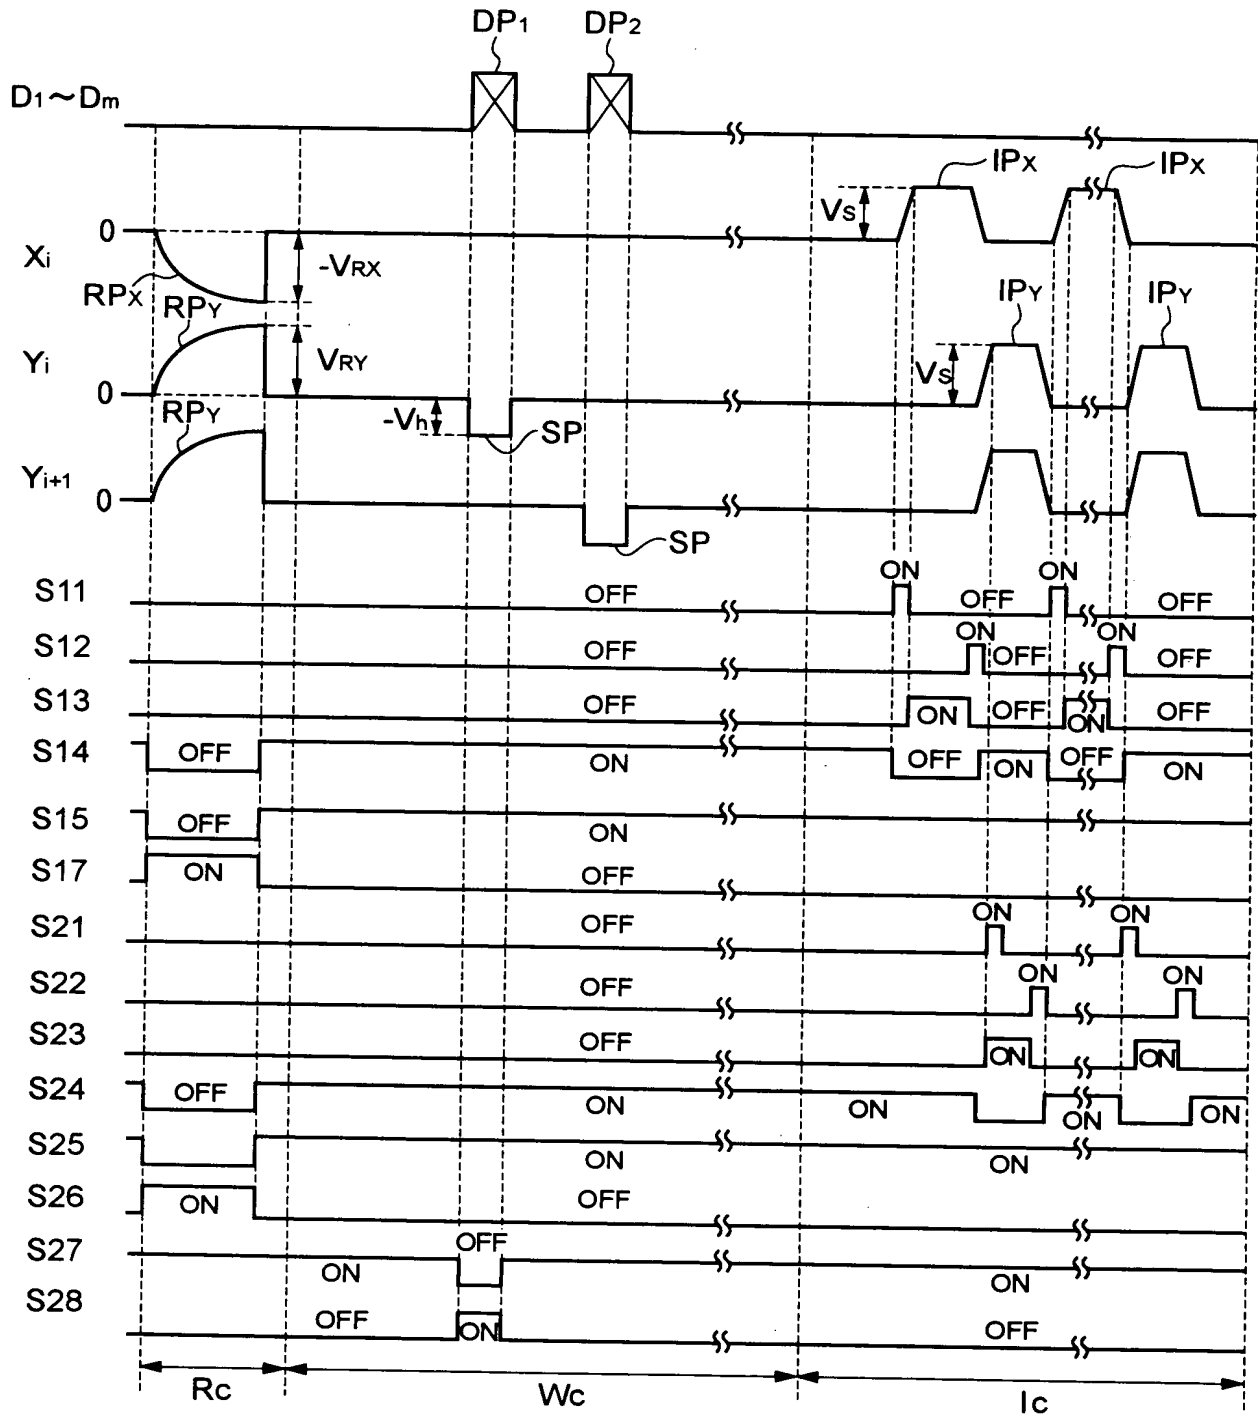 DP1 DP2
D1~Dm
IPX IPX
VS
0
Xi
-VRX
RPX
RPY
IPY IPY
Yi
VRY
VS
0
RPY
-Vh
SP
Yi+1
0
SP
S11 OFF ON OFF ON OFF
S12 OFF ON OFF ON OFF
S13 OFF ON OFF ON OFF
S14 OFF ON OFF ON OFF ON
S15 OFF ON
S17 ON OFF
S21 OFF ON ON
S22 OFF ON ON
S23 OFF ON ON
S24 OFF ON ON ON ON
S25 ON ON
S26 ON OFF
S27 ON OFF ON
S28 OFF ON OFF
RC WC IC